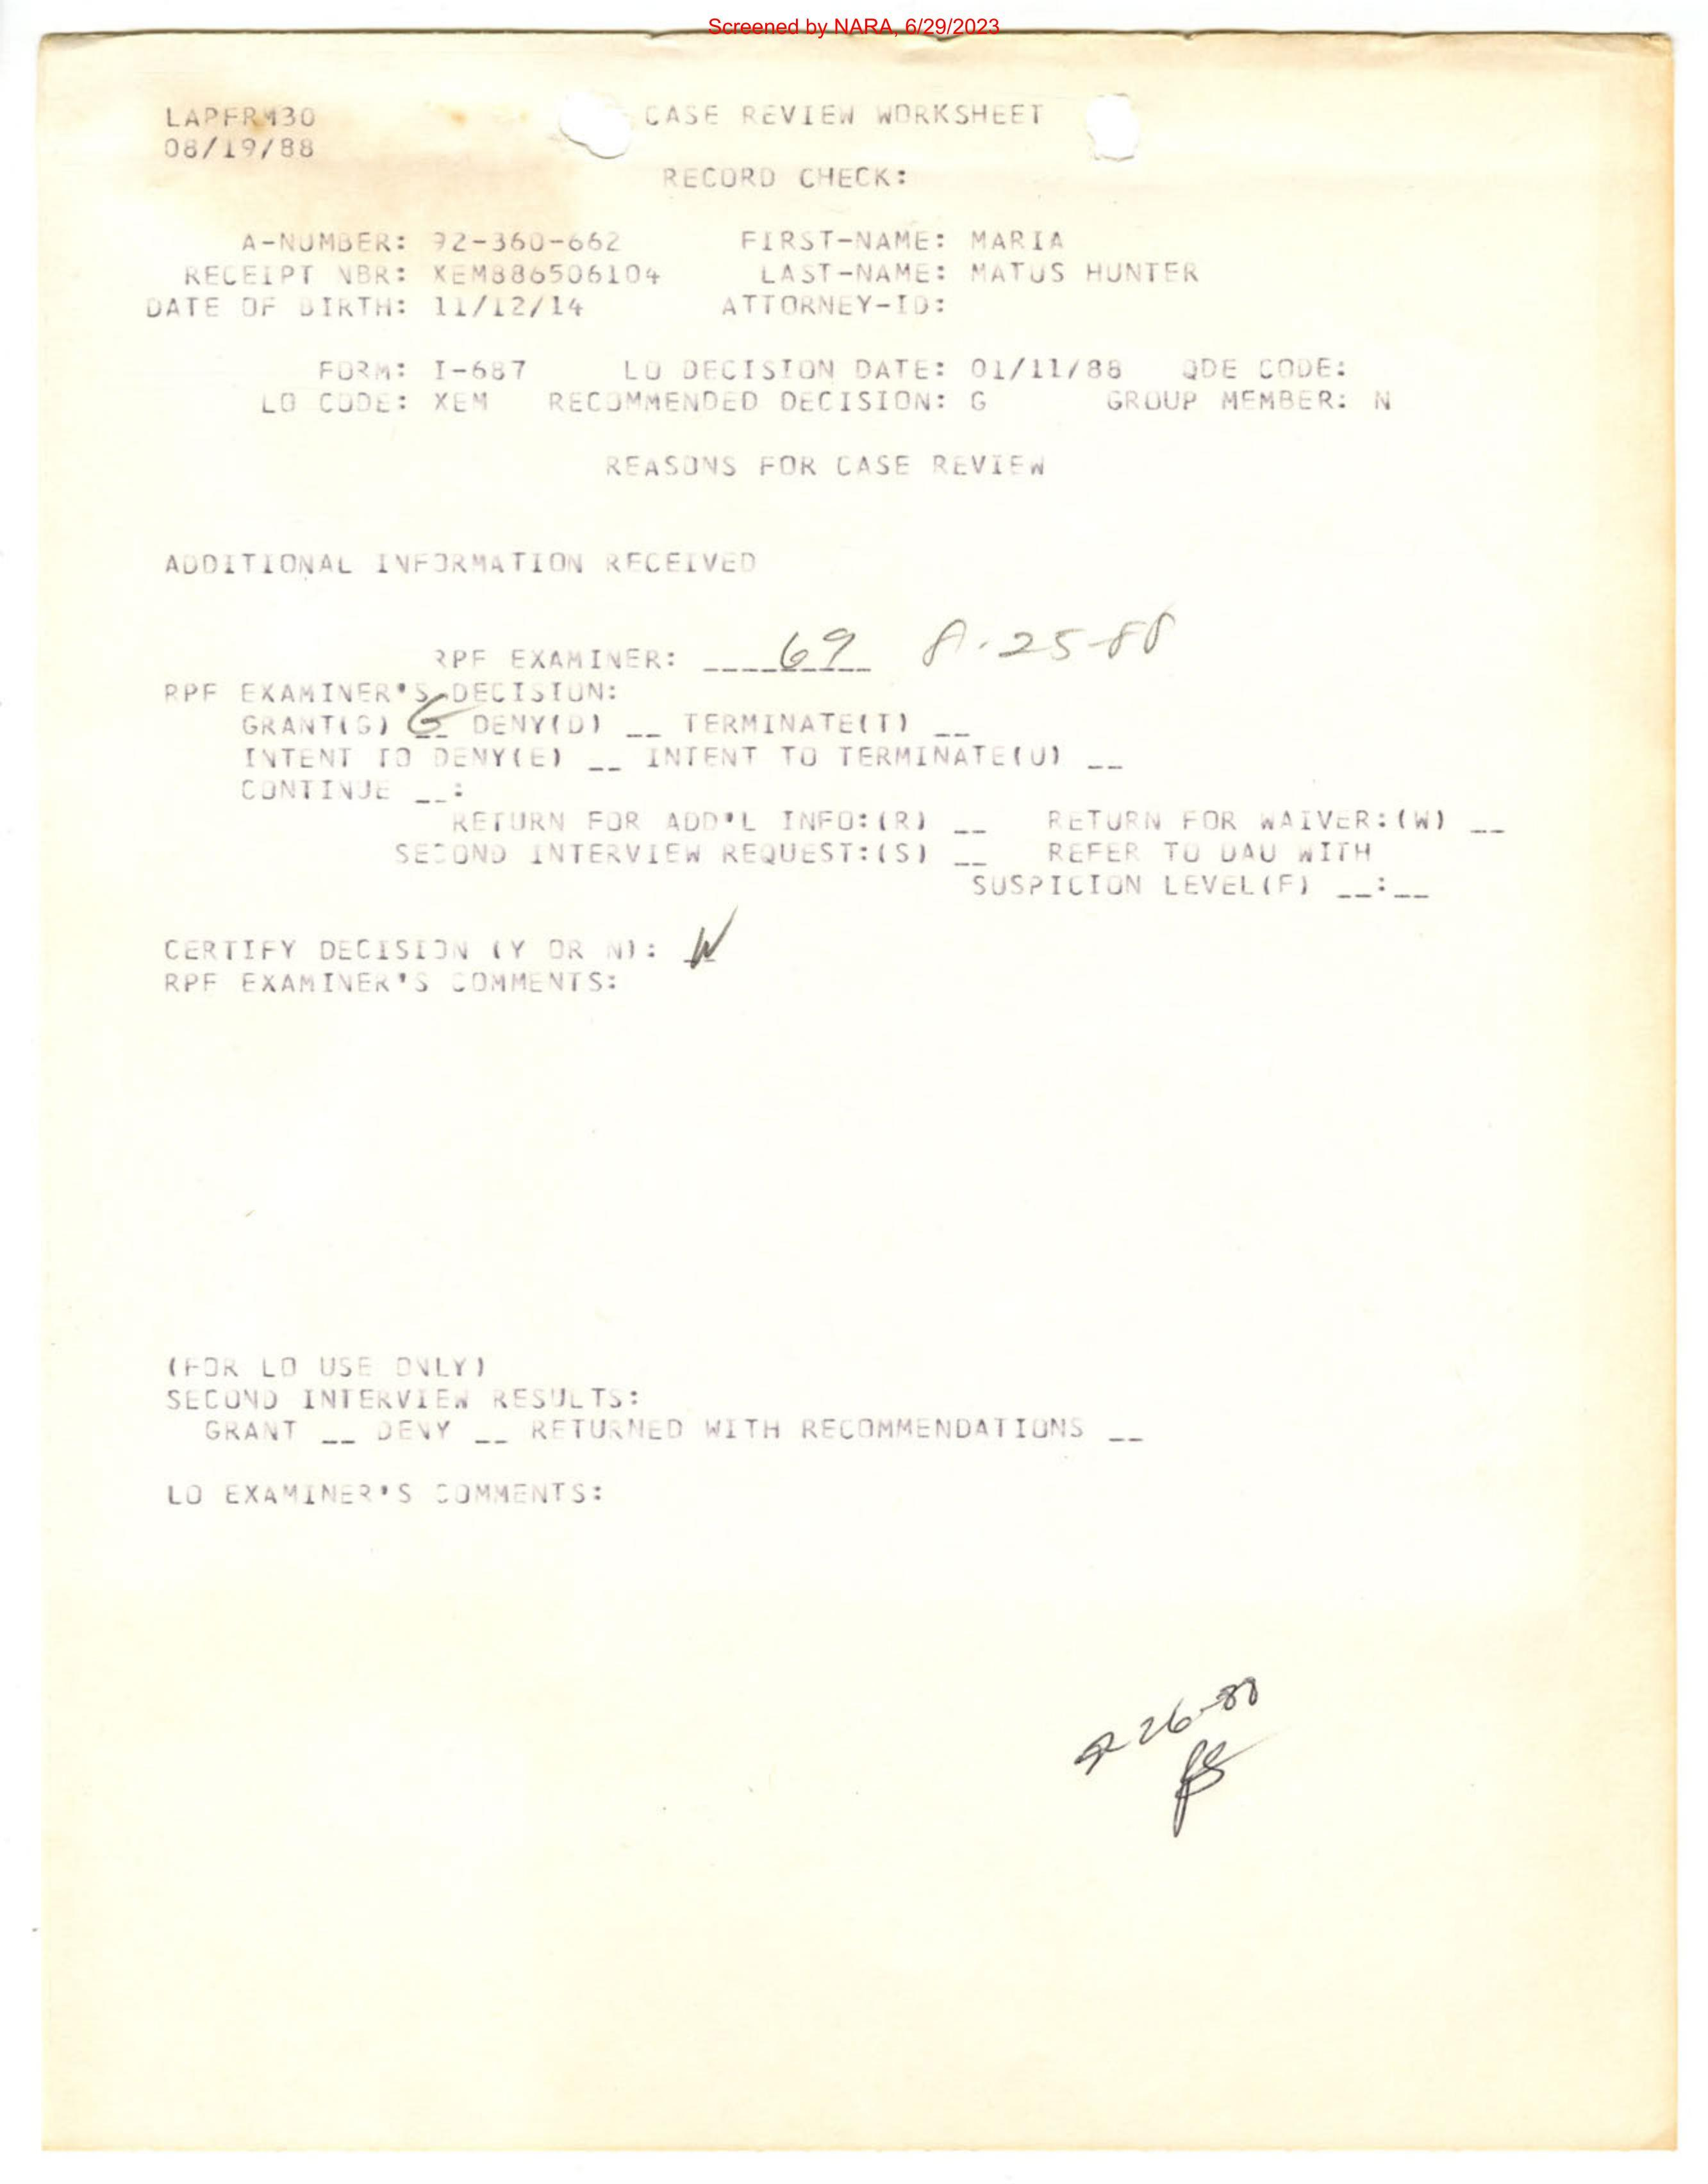 Screened by NARA, 6/29/2023
LAPFRM30 CASE REVIEW WORKSHEET
08/19/88
RECORD CHECK:
A-NUMBER: 92-360-662 FIRST-NAME: MARIA
RECEIPT NBR: XEM886506104 LAST-NAME: MATUS HUNTER
DATE OF BIRTH: 11/12/14 ATTORNEY-ID:
FORM: I-687 LO DECISION DATE: 01/11/88 QDE CODE:
LO CODE: XEM RECOMMENDED DECISION: G GROUP MEMBER: N
REASONS FOR CASE REVIEW
ADDITIONAL INFORMATION RECEIVED
RPF EXAMINER: 69 8-25-88
RPF EXAMINER'S DECISION:
GRANT(G) G DENY(D) __ TERMINATE(T) __
INTENT TO DENY(E) __ INTENT TO TERMINATE(U) __
CONTINUE __:
RETURN FOR ADD'L INFO:(R) __ RETURN FOR WAIVER:(W) __
SECOND INTERVIEW REQUEST:(S) __ REFER TO DAU WITH
SUSPICION LEVEL(F) __:__
CERTIFY DECISION (Y OR N): N
RPF EXAMINER'S COMMENTS:
(FOR LO USE ONLY)
SECOND INTERVIEW RESULTS:
GRANT __ DENY __ RETURNED WITH RECOMMENDATIONS __
LO EXAMINER'S COMMENTS:
26-88